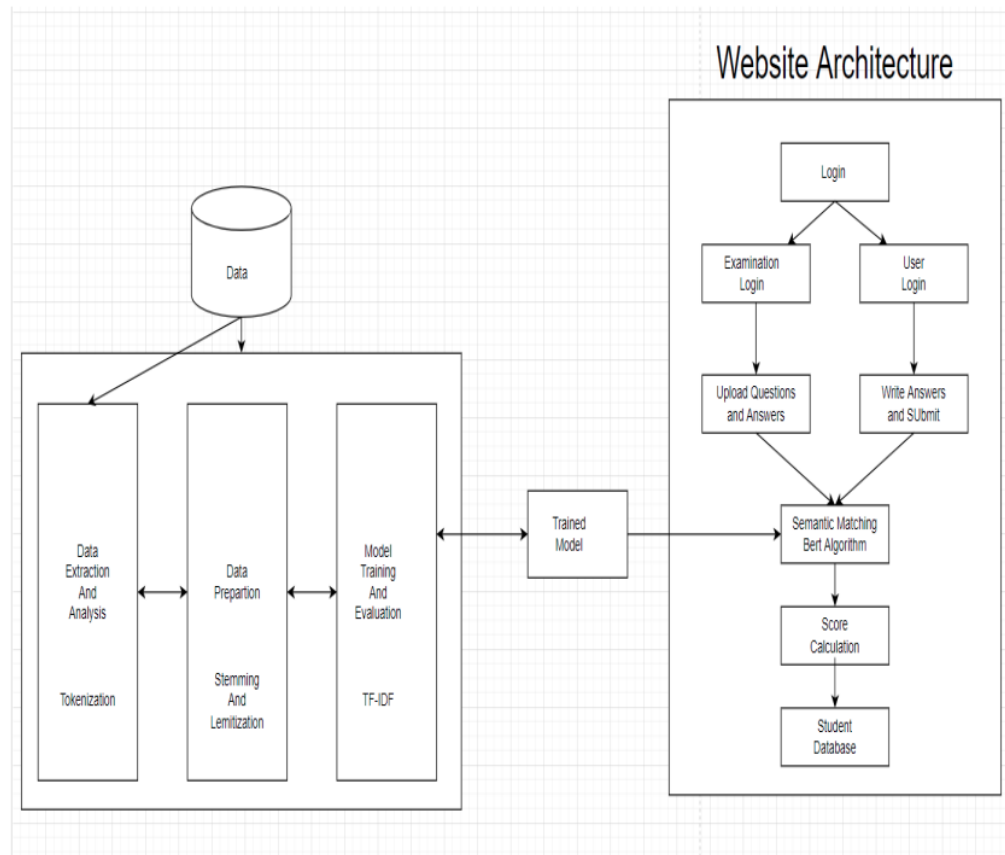 Website Architecture
Login
Examination
Login
User
Login
Upload Questions
and Answers
Write Answers
and SUbmit
Semantic Matching
Bert Algorithm
Score
Calculation
Student
Database
Data
Data
Extraction
And
Analysis
Tokenization
Data
Prepartion
Stemming
And
Lemitization
Model
Training
And
Evaluation
TF-IDF
Trained
Model